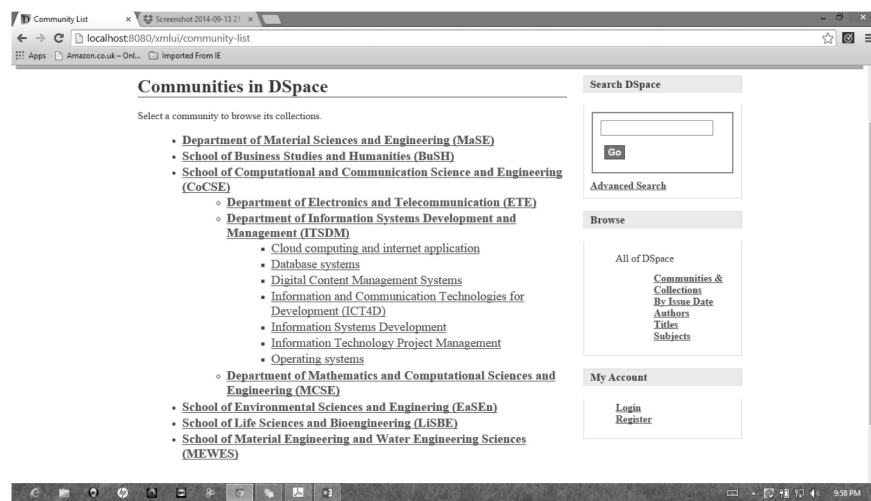 Community List
Screenshot 2014-09-13 21
localhost:8080/xmlui/community-list
Apps
Amazon.co.uk – Onl...
Imported From IE
Communities in DSpace
Select a community to browse its collections.
Department of Material Sciences and Engineering (MaSE)
School of Business Studies and Humanities (BuSH)
School of Computational and Communication Science and Engineering
(CoCSE)
Department of Electronics and Telecommunication (ETE)
Department of Information Systems Development and
Management (ITSDM)
Cloud computing and internet application
Database systems
Digital Content Management Systems
Information and Communication Technologies for
Development (ICT4D)
Information Systems Development
Information Technology Project Management
Operating systems
Department of Mathematics and Computational Sciences and
Engineering (MCSE)
School of Environmental Sciences and Enginering (EaSEn)
School of Life Sciences and Bioengineering (LiSBE)
School of Material Engineering and Water Engineering Sciences
(MEWES)
Search DSpace
Go
Advanced Search
Browse
All of DSpace
Communities &
Collections
By Issue Date
Authors
Titles
Subjects
My Account
Login
Register
9:58 PM